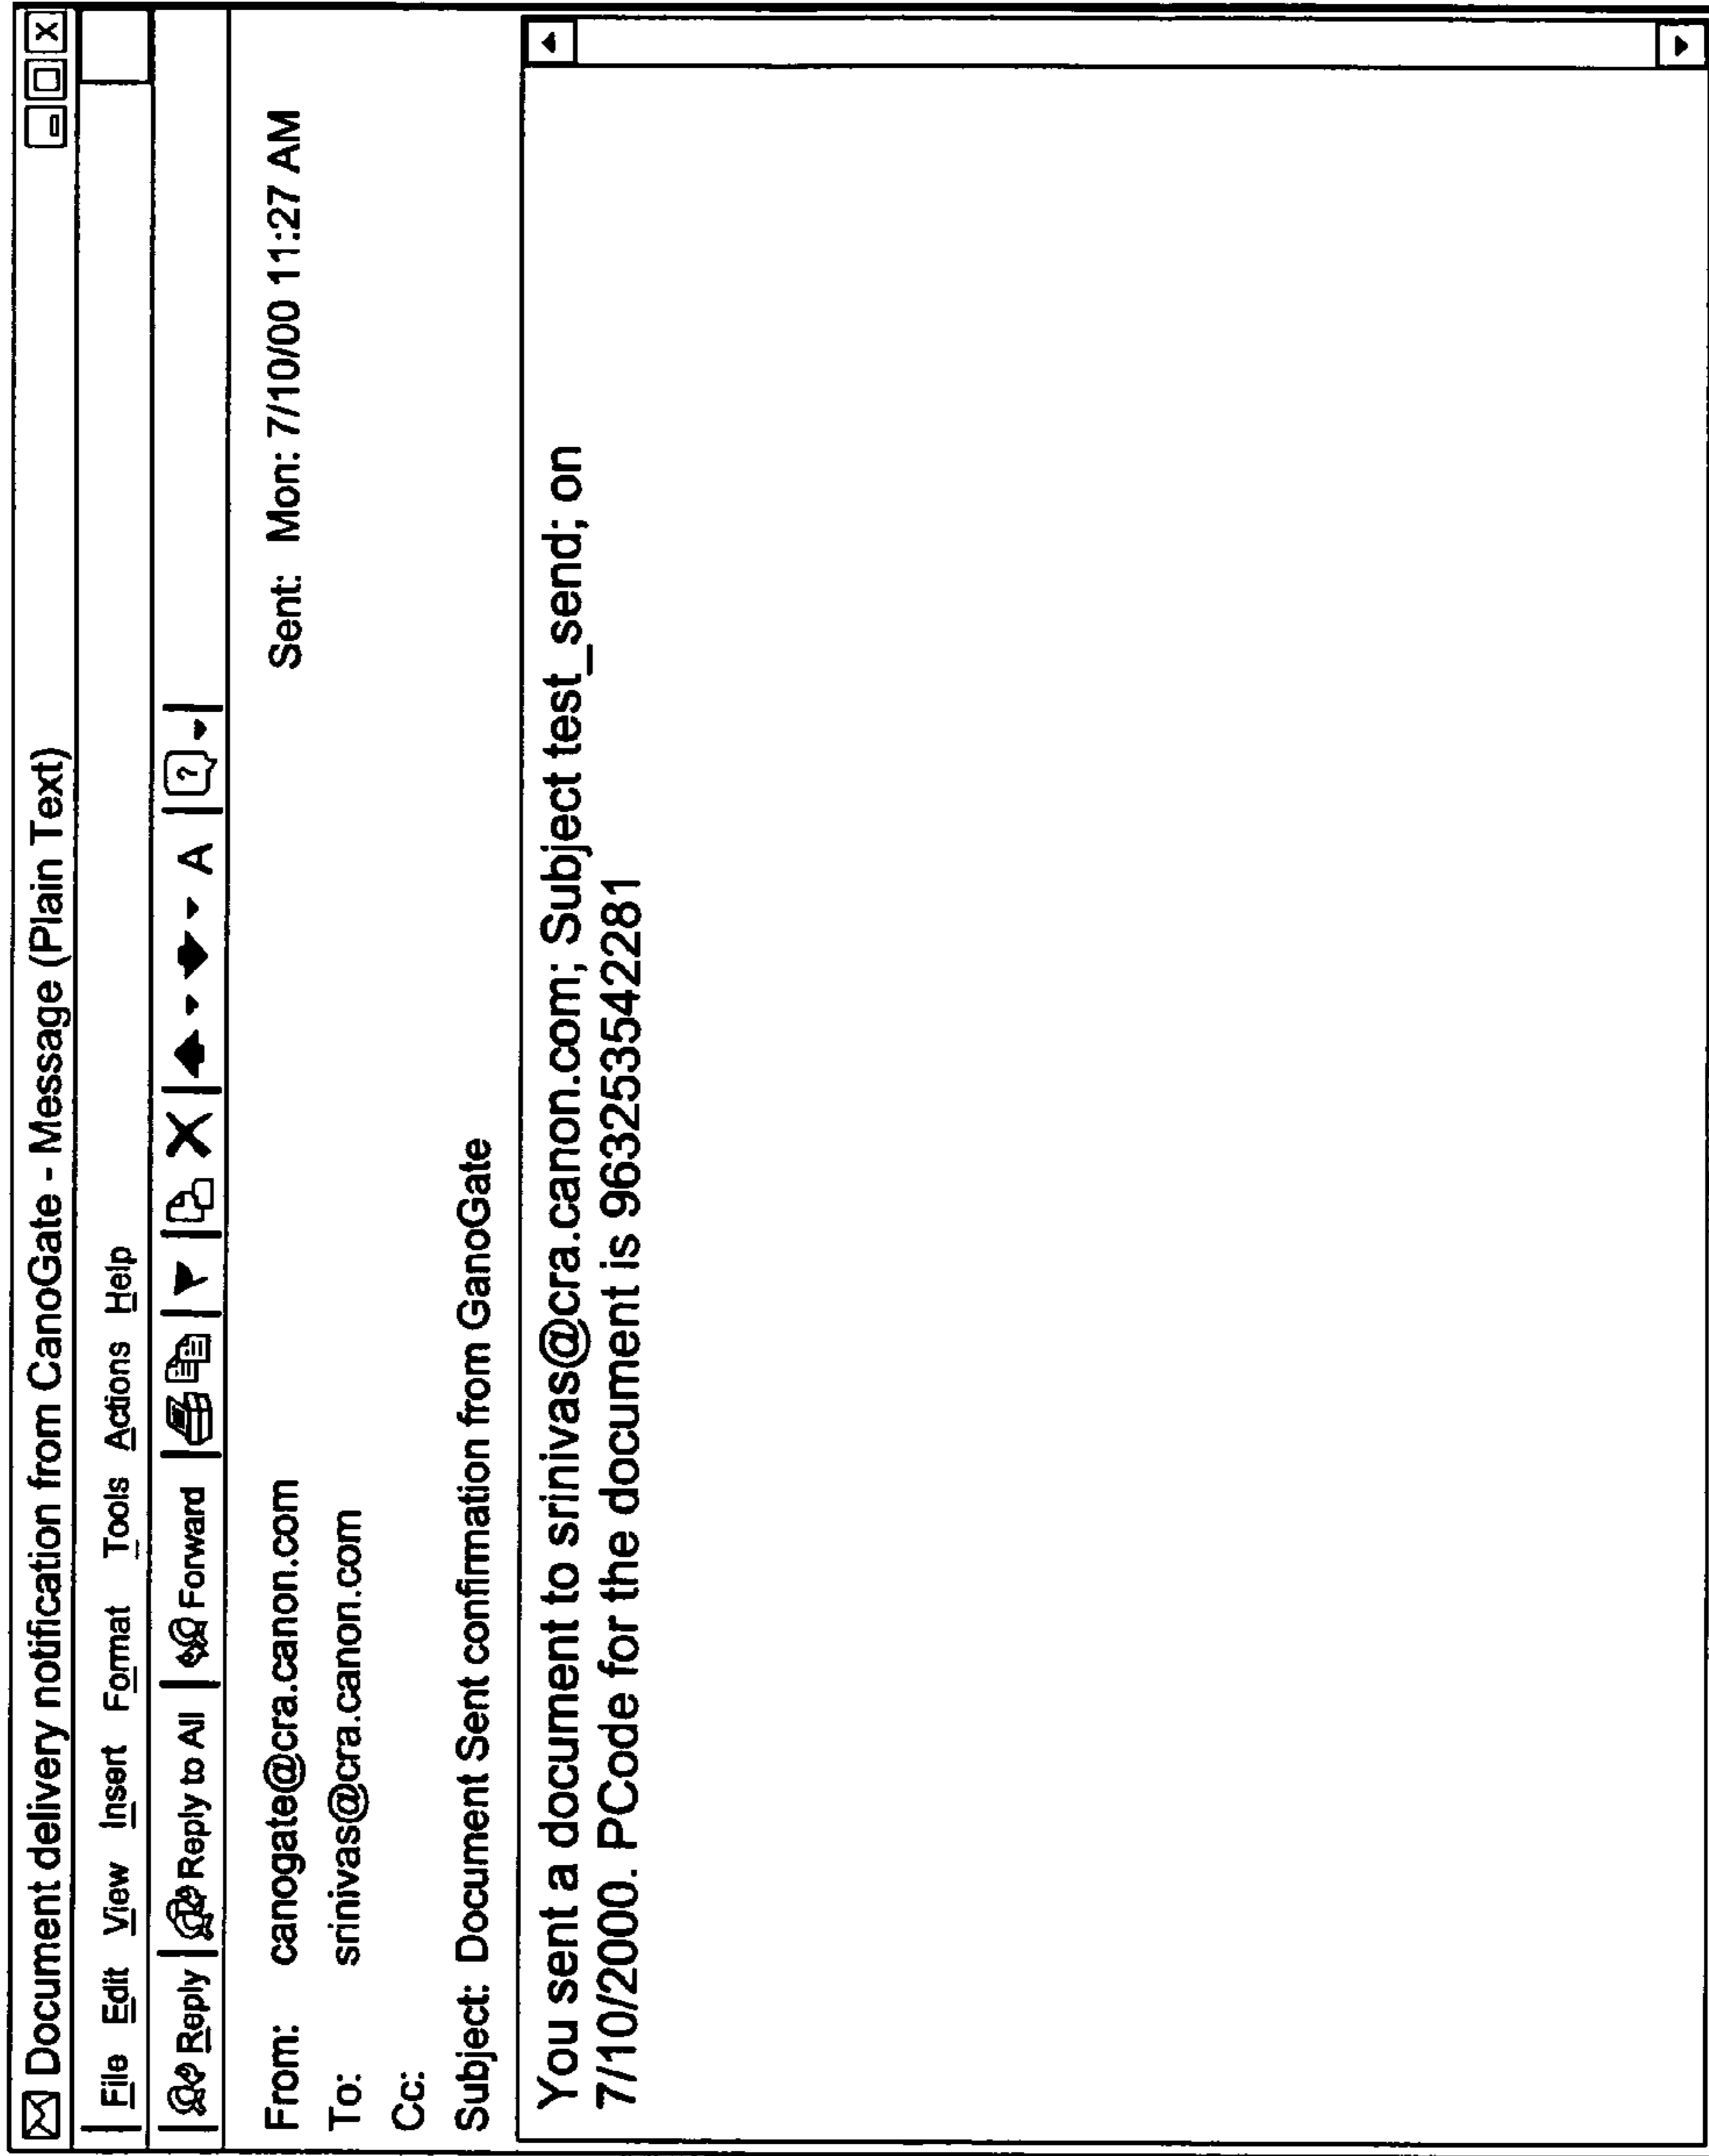 Document delivery notification from CanoGate - Message (Plain Text)
File Edit View Insert Format Tools Actions Help
Reply Reply to All Forward A ?
From: canogate@cra.canon.com Sent: Mon: 7/10/00 11:27 AM
To: srinivas@cra.canon.com
Cc:
Subject: Document Sent confirmation from GanoGate
You sent a document to srinivas@cra.canon.com; Subject test_send; on
7/10/2000. PCode for the document is 963253542281